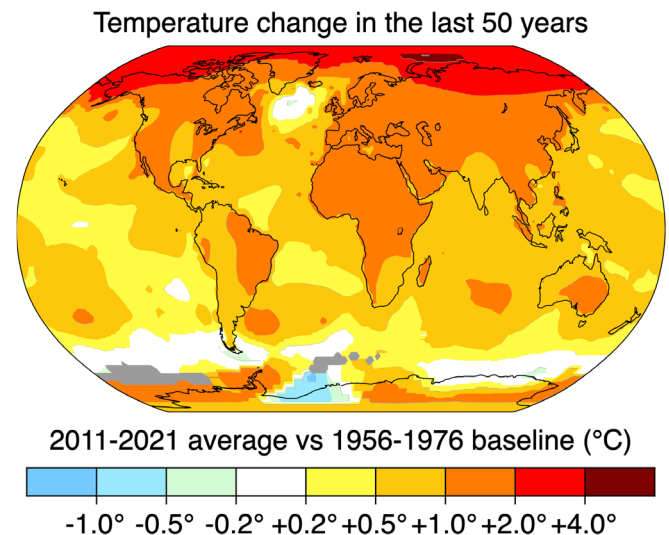 Temperature change in the last 50 years
2011-2021 average vs 1956-1976 baseline (°C)
-1.0° -0.5° -0.2° +0.2° +0.5° +1.0° +2.0° +4.0°